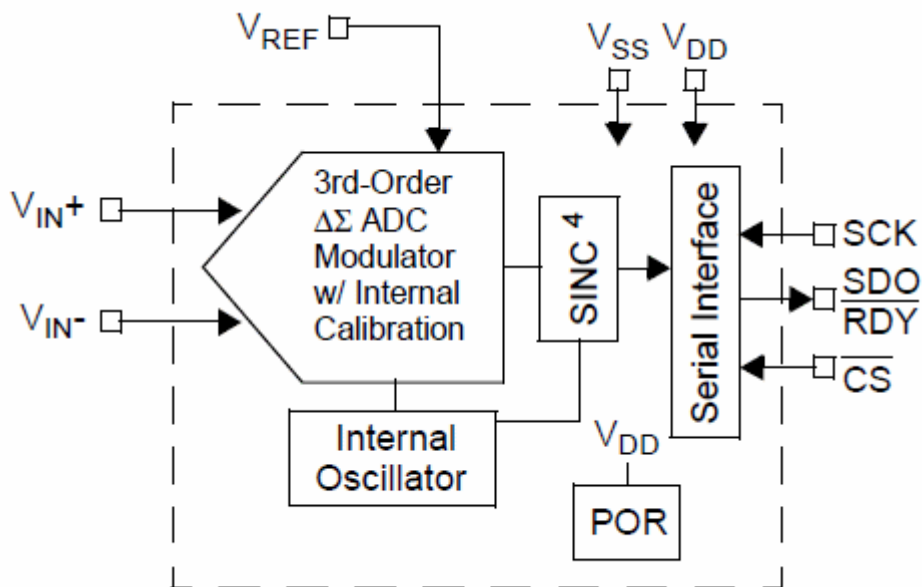 VREF
VSS VDD
VIN+
VIN-
3rd-Order
ΔΣ ADC
Modulator
w/ Internal
Calibration
SINC 4
Serial Interface
SCK
SDO
RDY
CS
Internal
Oscillator
VDD
POR